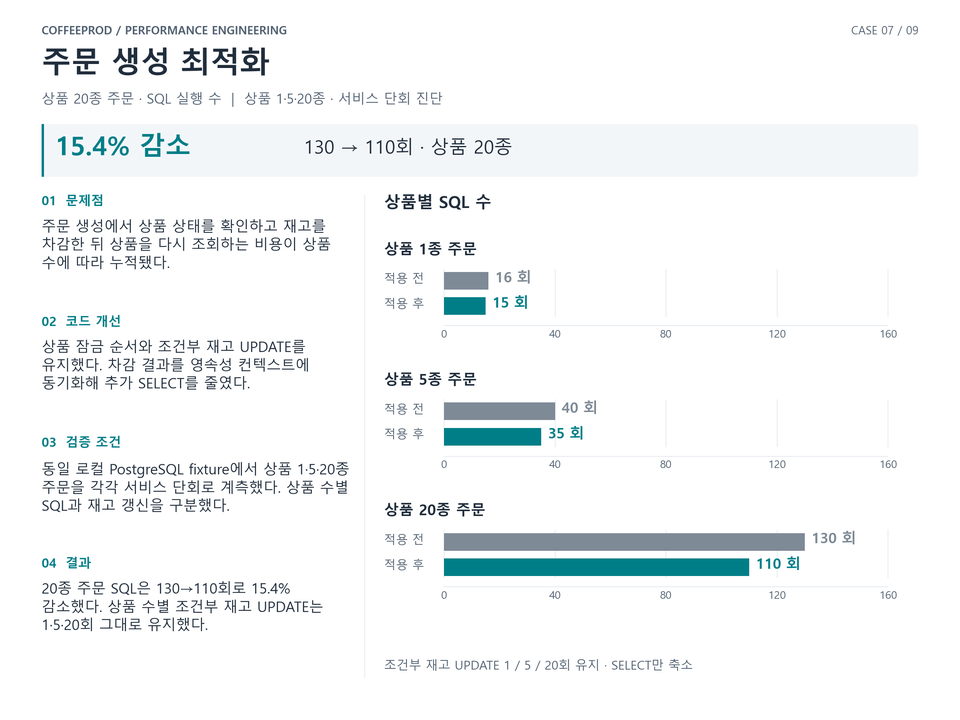 COFFEEPROD / PERFORMANCE ENGINEERING
CASE 07 / 09
주문 생성 최적화
상품 20종 주문 · SQL 실행 수 | 상품 1·5·20종 · 서비스 단회 진단
15.4% 감소
130 → 110회 · 상품 20종
01 문제점
주문 생성에서 상품 상태를 확인하고 재고를
차감한 뒤 상품을 다시 조회하는 비용이 상품
수에 따라 누적됐다.
02 코드 개선
상품 잠금 순서와 조건부 재고 UPDATE를
유지했다. 차감 결과를 영속성 컨텍스트에
동기화해 추가 SELECT를 줄였다.
03 검증 조건
동일 로컬 PostgreSQL fixture에서 상품 1·5·20종
주문을 각각 서비스 단회로 계측했다. 상품 수별
SQL과 재고 갱신을 구분했다.
04 결과
20종 주문 SQL은 130→110회로 15.4%
감소했다. 상품 수별 조건부 재고 UPDATE는
1·5·20회 그대로 유지했다.
상품별 SQL 수
상품 1종 주문
적용 전 16 회
적용 후 15 회
0 40 80 120 160
상품 5종 주문
적용 전 40 회
적용 후 35 회
0 40 80 120 160
상품 20종 주문
적용 전 130 회
적용 후 110 회
0 40 80 120 160
조건부 재고 UPDATE 1 / 5 / 20회 유지 · SELECT만 축소